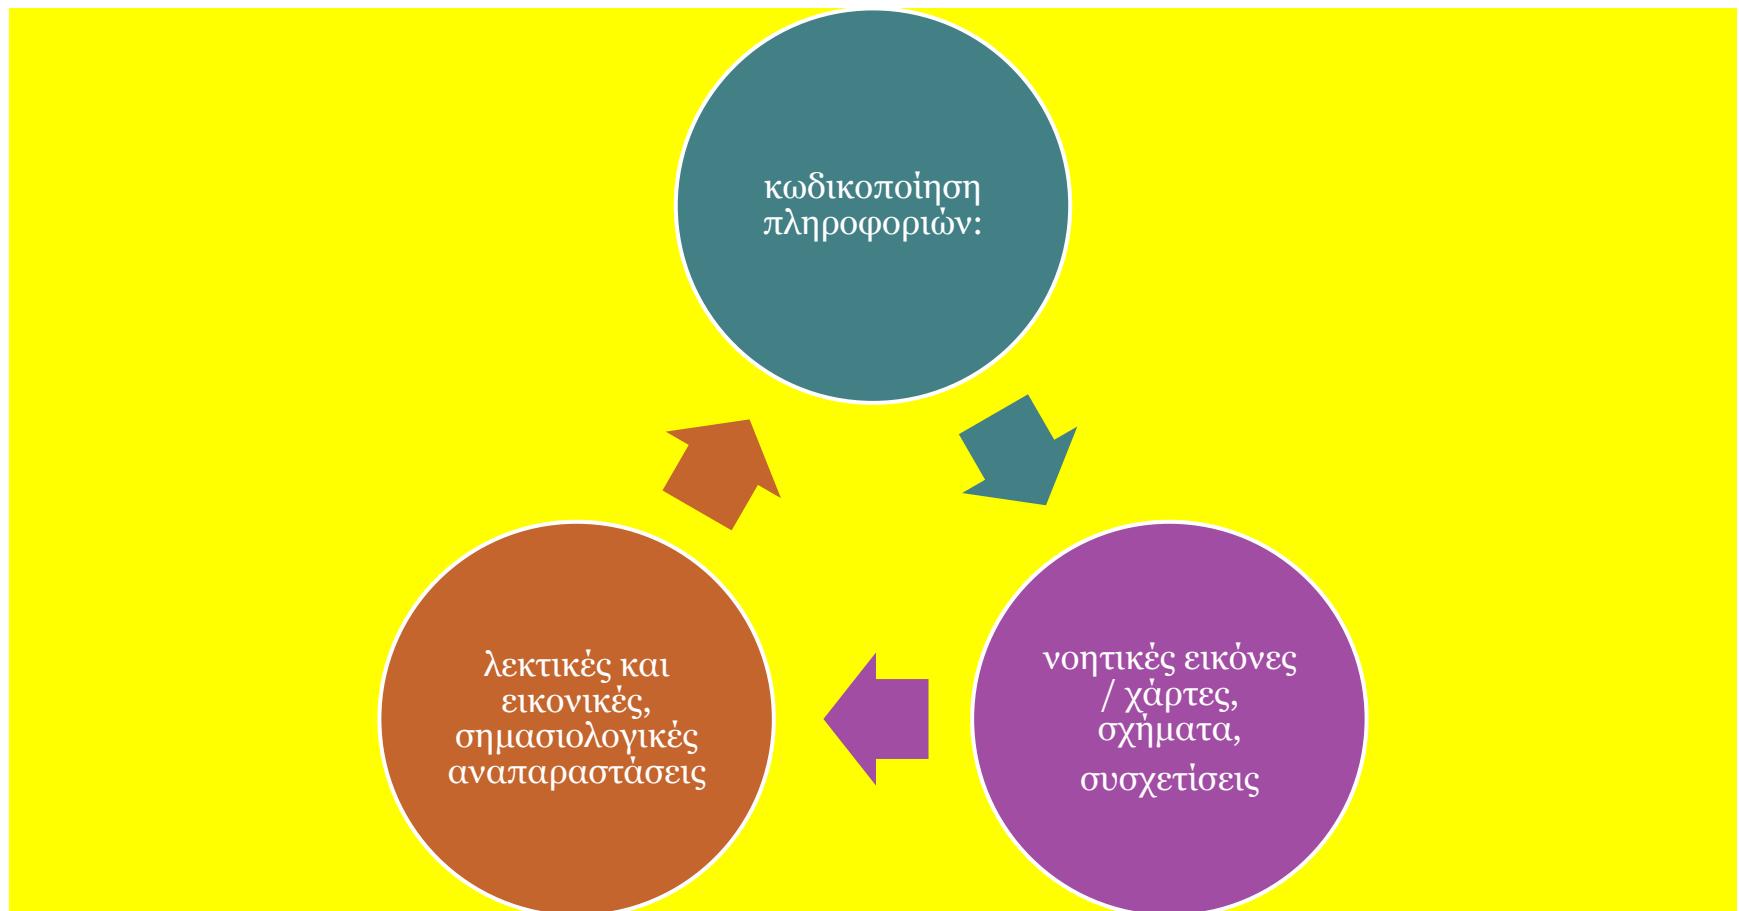 κωδικοποίηση
πληροφοριών:
νοητικές εικόνες
/ χάρτες,
σχήματα,
συσχετίσεις
λεκτικές και
εικονικές,
σημασιολογικές
αναπαραστάσεις